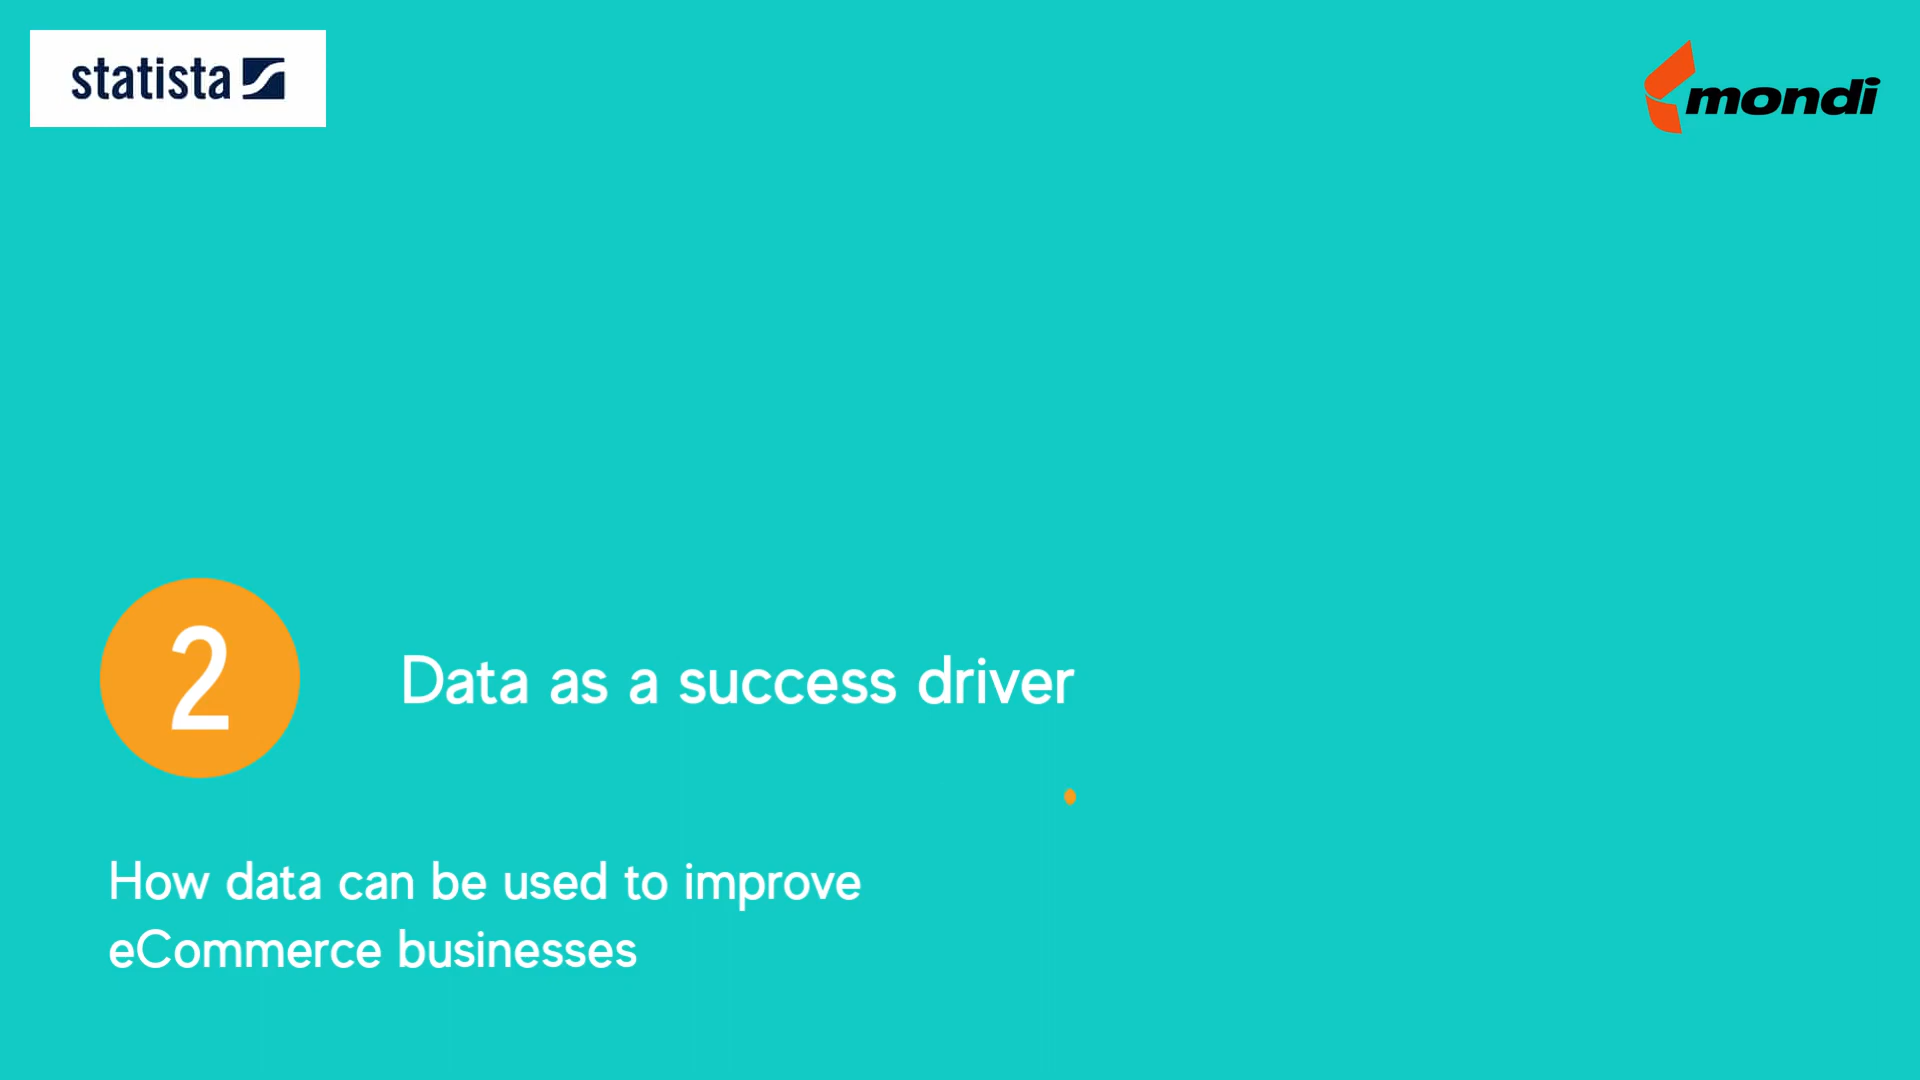 statista
mondi
2
Data as a success driver
How data can be used to improve
eCommerce businesses